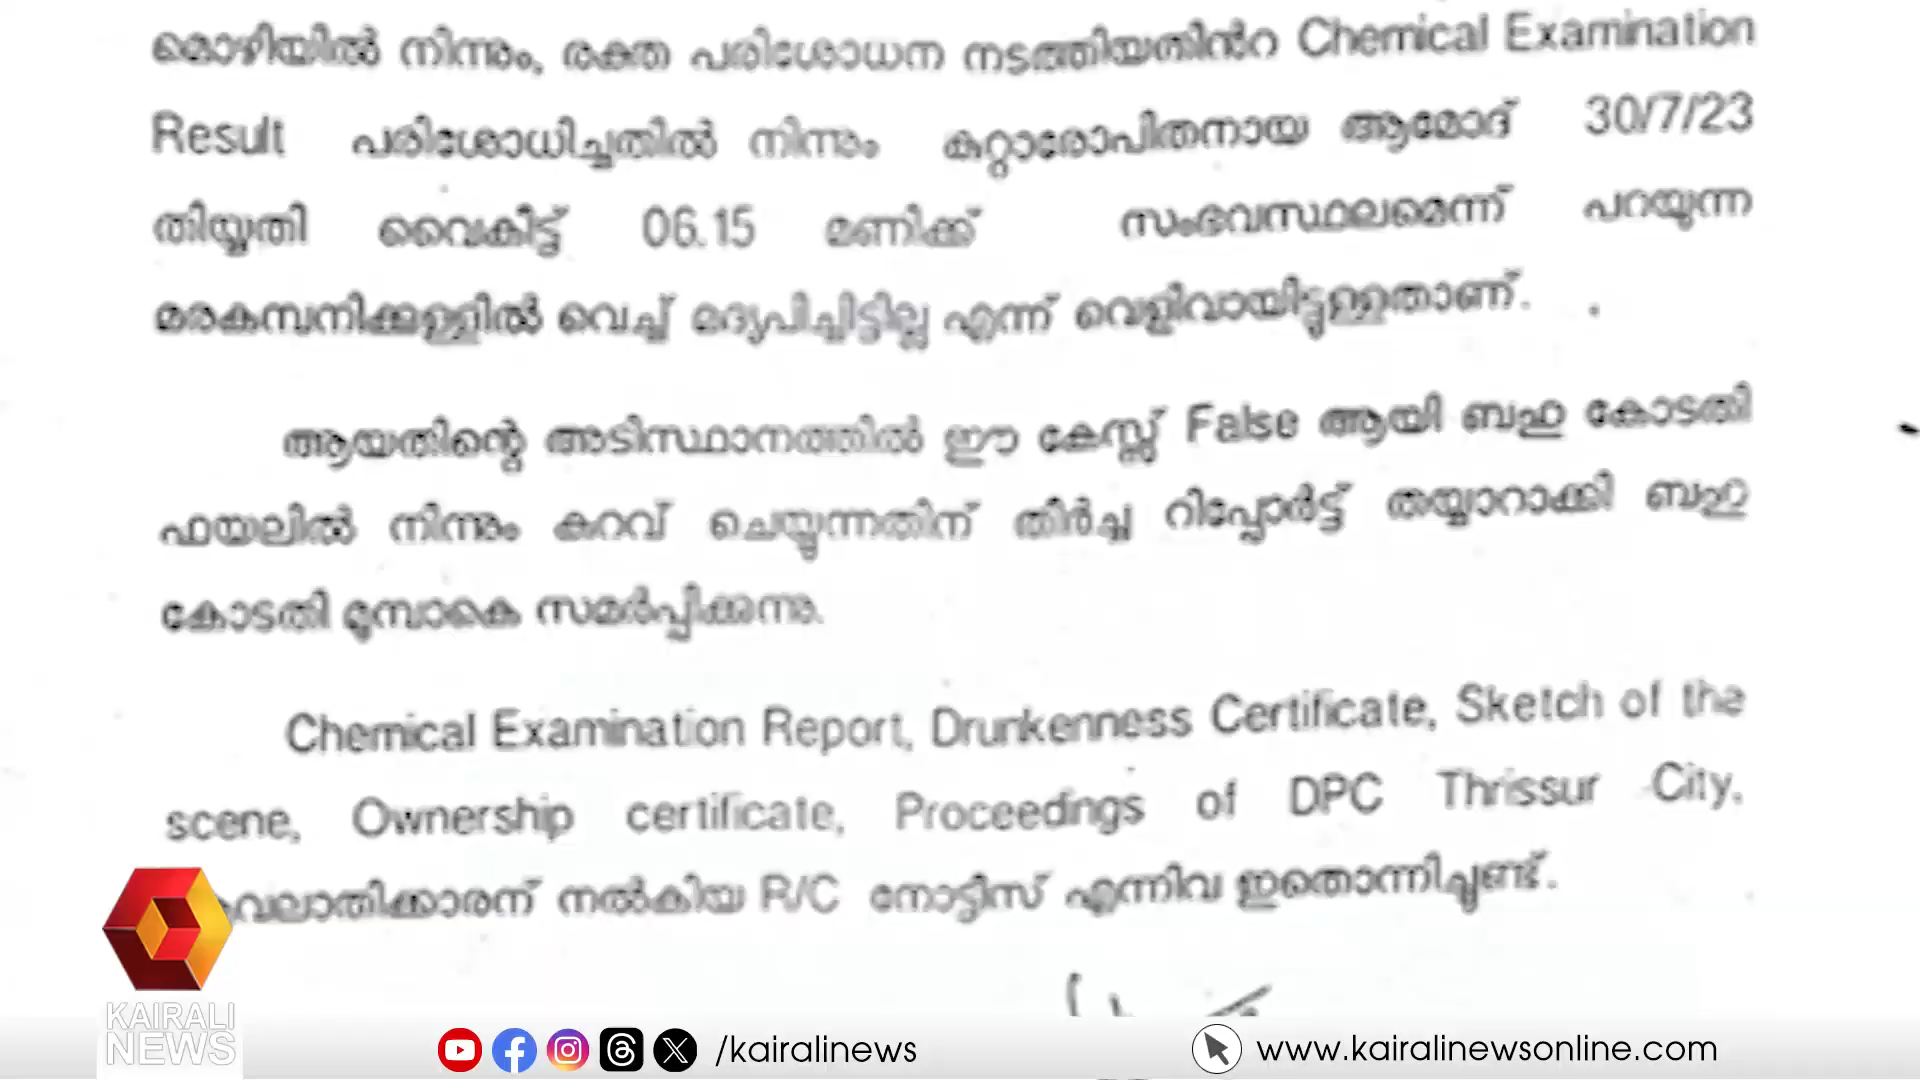 മൊഴിയിൽ നിന്നും, രക്ത പരിശോധന നടത്തിയതിൻറ Chemical Examination
Result പരിശോധിച്ചതിൽ നിന്നും കുറ്റാരോപിതനായ ആമോദ് 30/7/23
തിയ്യതി വൈകീട്ട് 06.15 മണിക്ക് സംഭവസ്ഥലമെന്ന് പറയുന്ന
മരകമ്പനിക്കുള്ളിൽ വെച്ച് മദ്യപിച്ചിട്ടില്ല എന്ന് വെളിവായിട്ടുള്ളതാണ്.
ആയതിന്റെ അടിസ്ഥാനത്തിൽ ഈ കേസ്സ് False ആയി ബഹു കോടതി
ഫയലിൽ നിന്നും കുറവ് ചെയ്യുന്നതിന് തീർച്ച റിപ്പോർട്ട് തയ്യാറാക്കി ബഹു
കോടതി മുമ്പാകെ സമർപ്പിക്കുന്നു.
Chemical Examination Report, Drunkenness Certificate, Sketch of the
scene, Ownership certificate, Proceedings of DPC Thrissur City,
ആവലാതിക്കാരന് നൽകിയ R/C നോട്ടീസ് എന്നിവ ഇതൊന്നിച്ചുണ്ട്.
KAIRALI
NEWS
/kairalinews
www.kairalinewsonline.com